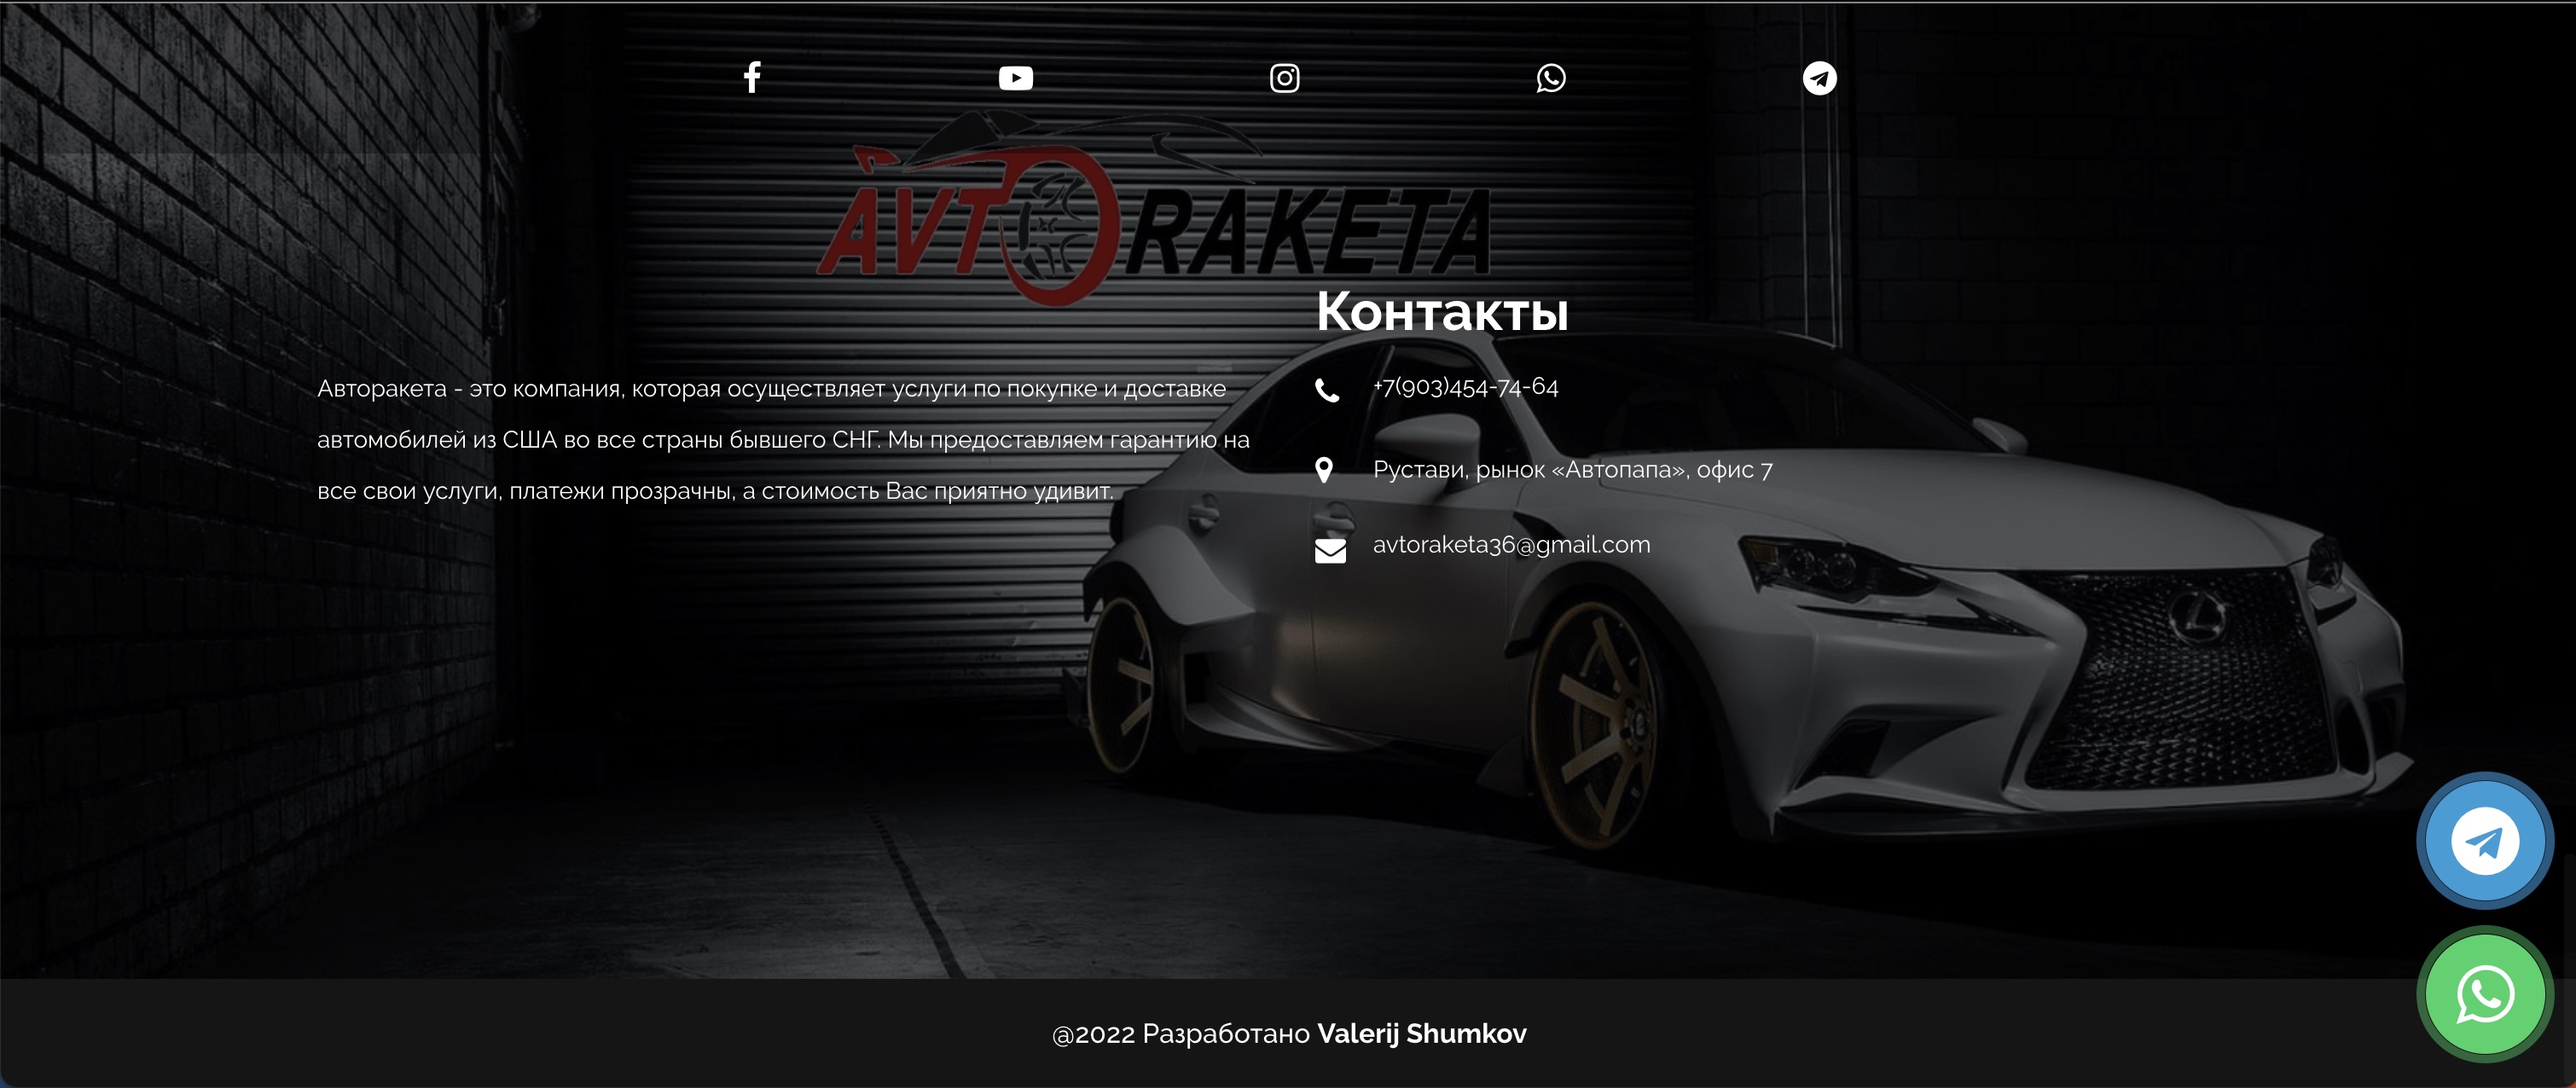 AVTORAKETA
Контакты
Авторакета - это компания, которая осуществляет услуги по покупке и доставке
автомобилей из США во все страны бывшего СНГ. Мы предоставляем гарантию на
все свои услуги, платежи прозрачны, а стоимость Вас приятно удивит.
+7(903)454-74-64
Рустави, рынок «Автопапа», офис 7
avtoraketa36@gmail.com
@2022 Разработано Valerij Shumkov